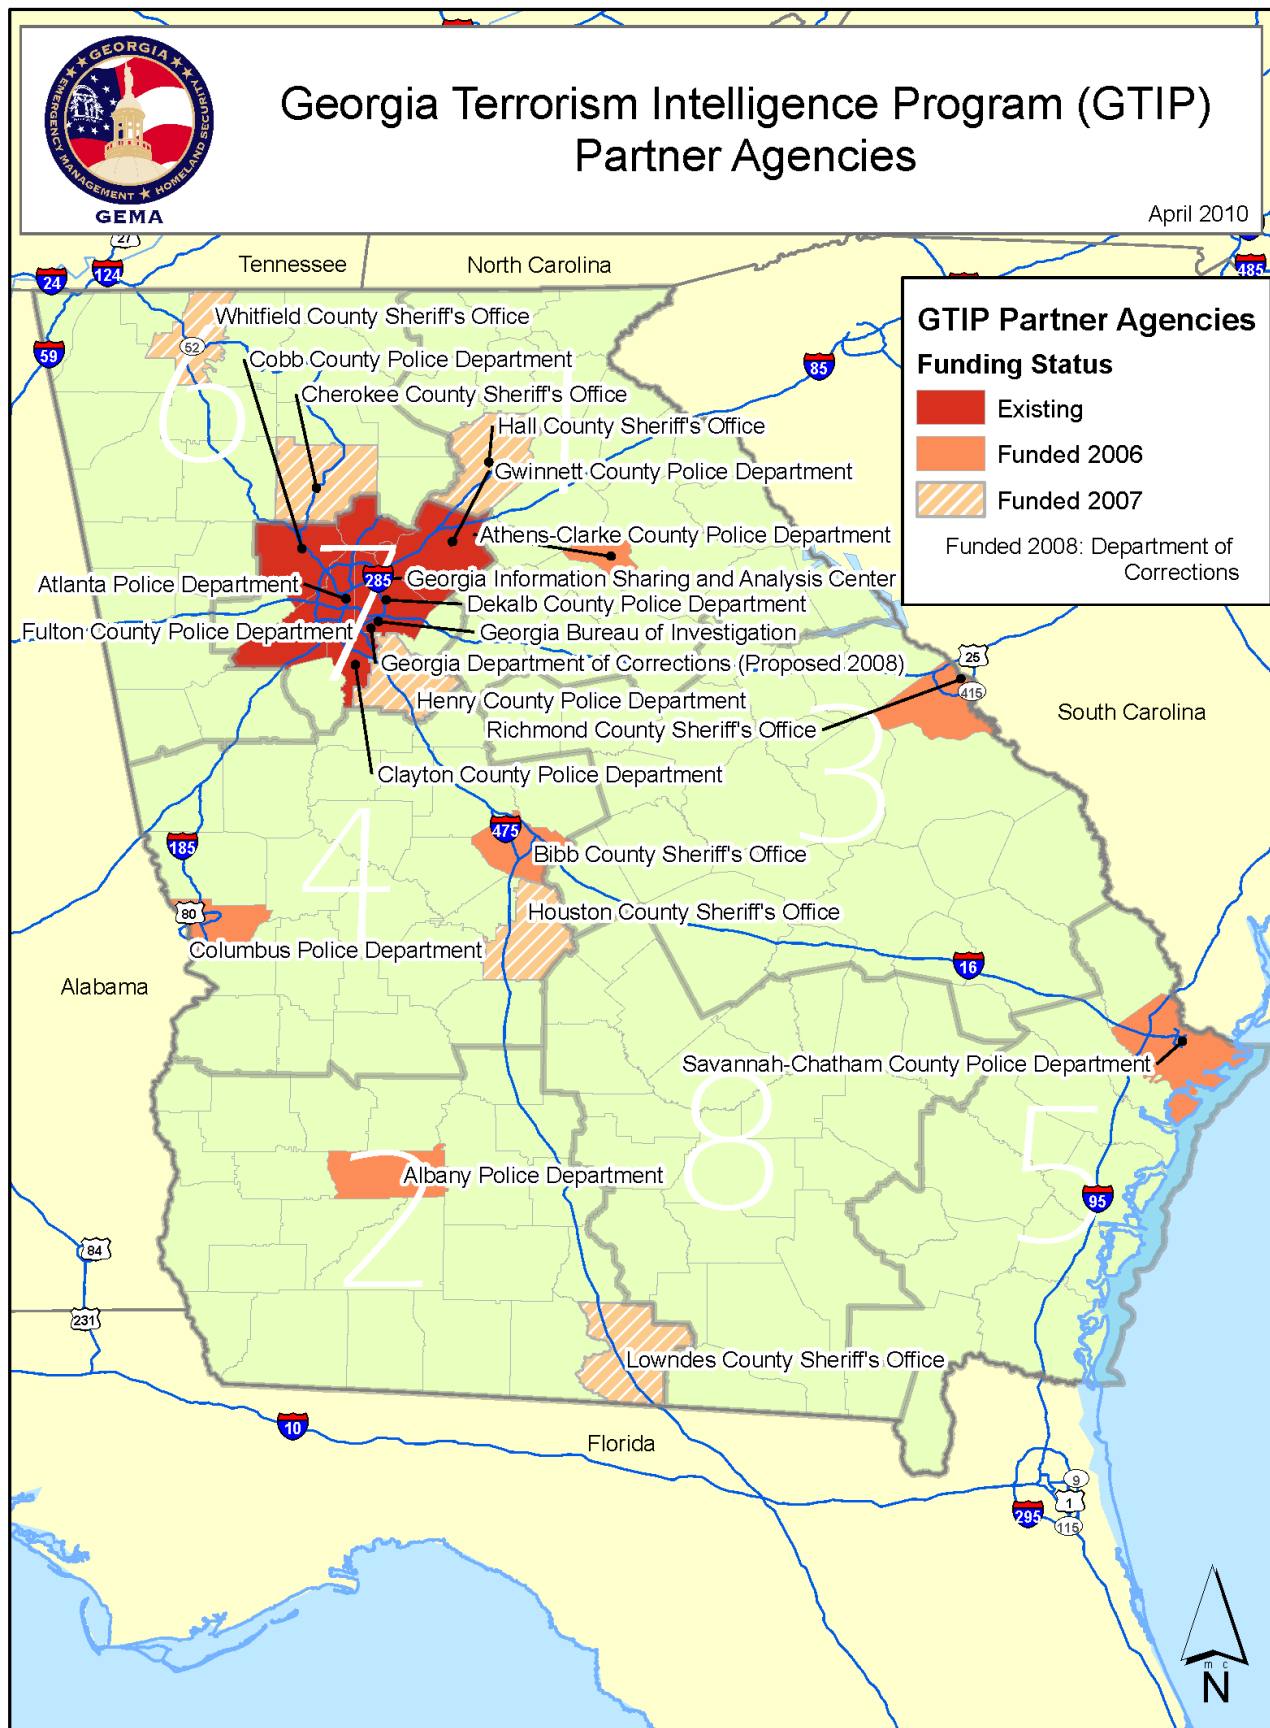 GEORGIA
EMERGENCY MANAGEMENT ★ HOMELAND SECURITY
GEMA
Georgia Terrorism Intelligence Program (GTIP)
Partner Agencies
April 2010
27
24
124
Tennessee
North Carolina
485
GTIP Partner Agencies
Funding Status
Existing
Funded 2006
Funded 2007
Funded 2008: Department of
Corrections
59
52
85
6
1
Whitfield County Sheriff's Office
Cobb County Police Department
Cherokee County Sheriff's Office
Hall County Sheriff's Office
Gwinnett County Police Department
Athens-Clarke County Police Department
7
285
Georgia Information Sharing and Analysis Center
Atlanta Police Department
Dekalb County Police Department
Fulton County Police Department
Georgia Bureau of Investigation
Georgia Department of Corrections (Proposed 2008)
25
415
Henry County Police Department
South Carolina
Richmond County Sheriff's Office
3
Clayton County Police Department
475
185
4
Bibb County Sheriff's Office
80
Houston County Sheriff's Office
Columbus Police Department
16
Alabama
Savannah-Chatham County Police Department
8
5
2
Albany Police Department
95
84
231
Lowndes County Sheriff's Office
10
Florida
9
1
295
115
m c
N